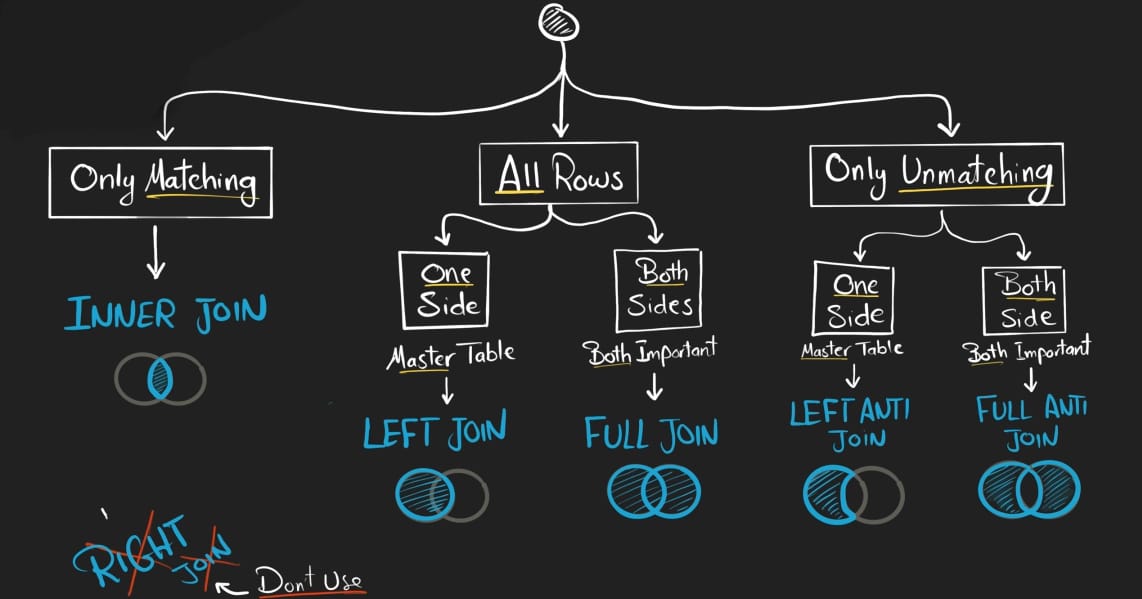 Only Matching
INNER JOIN
All Rows
One
Side
Master Table
LEFT JOIN
Both
Sides
Both Important
FULL JOIN
Only Unmatching
One
Side
Master Table
LEFT ANTI
JOIN
Both
Side
Both Important
FULL ANTI
JOIN
RIGHT
JOIN
Dont Use